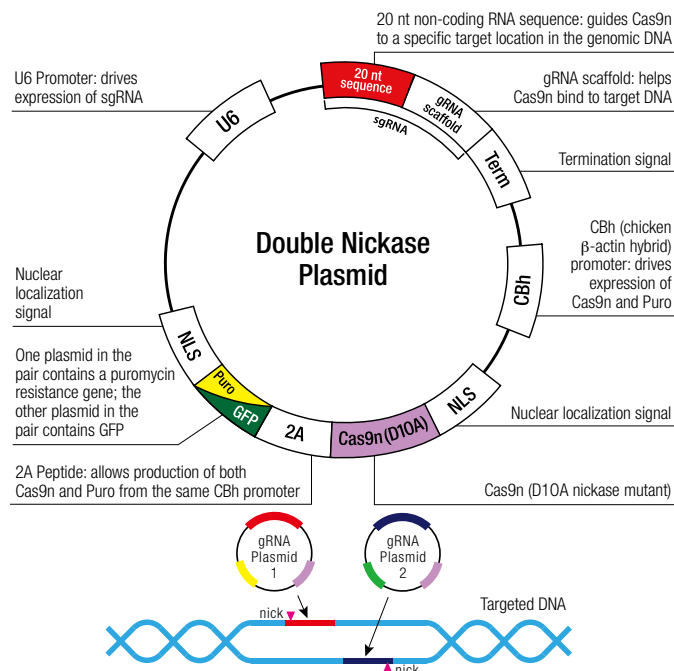 20 nt non-coding RNA sequence: guides Cas9n
to a specific target location in the genomic DNA
U6 Promoter: drives
expression of sgRNA
gRNA scaffold: helps
Cas9n bind to target DNA
20 nt
sequence
gRNA
scaffold
sgRNA
U6
Term
Termination signal
Double Nickase
Plasmid
CBh (chicken
β-actin hybrid)
promoter: drives
expression of
Cas9n and Puro
CBh
Nuclear
localization
signal
NLS
One plasmid in the
pair contains a puromycin
resistance gene; the
other plasmid in the
pair contains GFP
Puro
GFP
2A
Cas9n (D10A)
NLS
Nuclear localization signal
2A Peptide: allows production of both
Cas9n and Puro from the same CBh promoter
Cas9n (D10A nickase mutant)
gRNA
Plasmid
1
gRNA
Plasmid
2
Targeted DNA
nick
nick